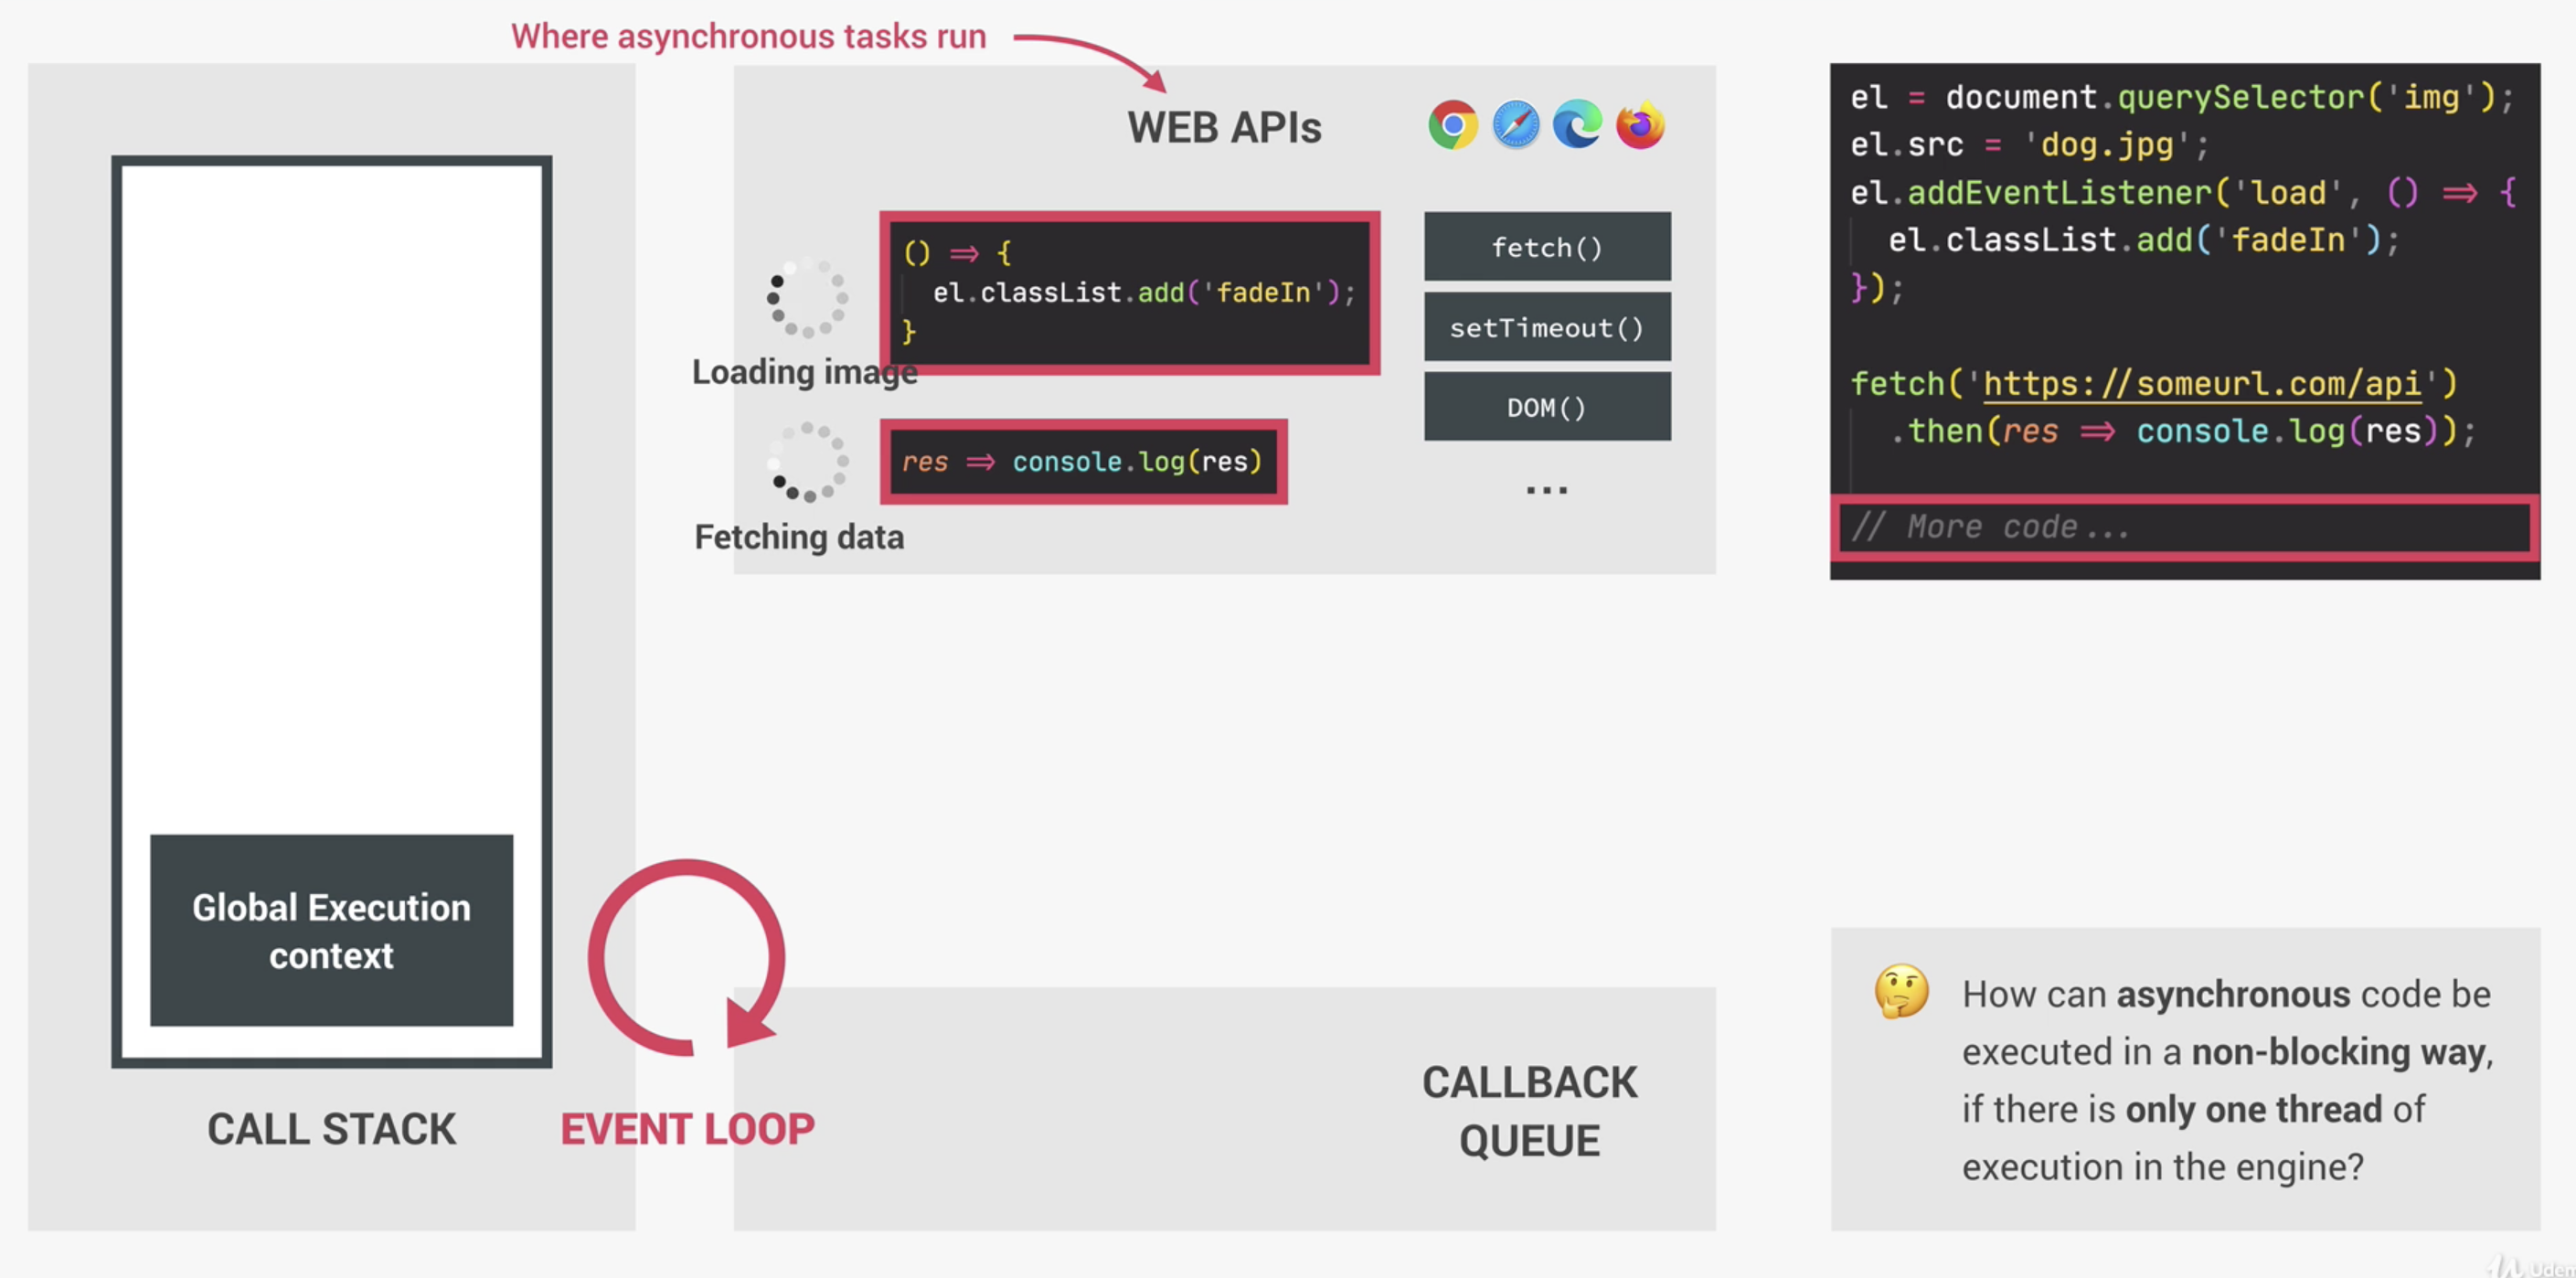 Where asynchronous tasks run
WEB APIs
() => {
el.classList.add('fadeIn');
}
Loading image
res => console.log(res)
Fetching data
fetch()
setTimeout()
DOM()
...
el = document.querySelector('img');
el.src = 'dog.jpg';
el.addEventListener('load', () => {
el.classList.add('fadeIn');
});
fetch('https://someurl.com/api')
.then(res => console.log(res));
// More code...
Global Execution
context
CALL STACK
EVENT LOOP
CALLBACK
QUEUE
How can asynchronous code be
executed in a non-blocking way,
if there is only one thread of
execution in the engine?